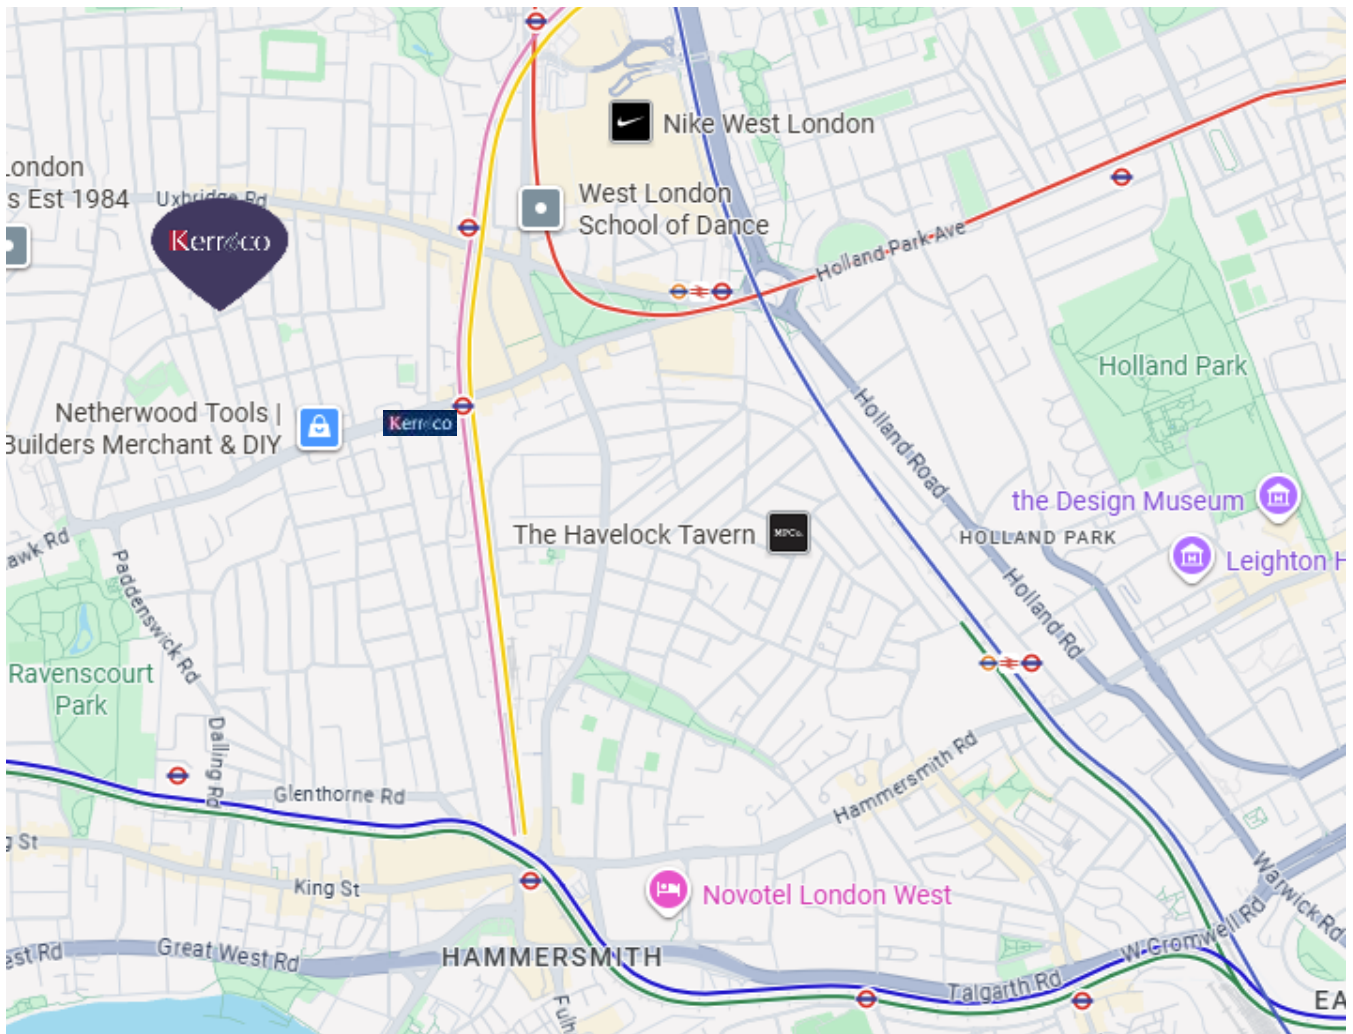 Nike West London
London
s Est 1984
Uxbridge Rd
West London
School of Dance
Kerr&co
Holland Park Ave
Holland Park
Netherwood Tools |
Builders Merchant & DIY
Kerr&co
Holland Road
the Design Museum
The Havelock Tavern
MPCo.
HOLLAND PARK
awk Rd
Leighton H
Paddenswick Rd
Holland Rd
Ravenscourt
Park
Dalling Rd
Hammersmith Rd
Glenthorne Rd
g St
King St
Novotel London West
Warwick Rd
W Cromwell Rd
est Rd
Great West Rd
HAMMERSMITH
Talgarth Rd
Fulh
EA